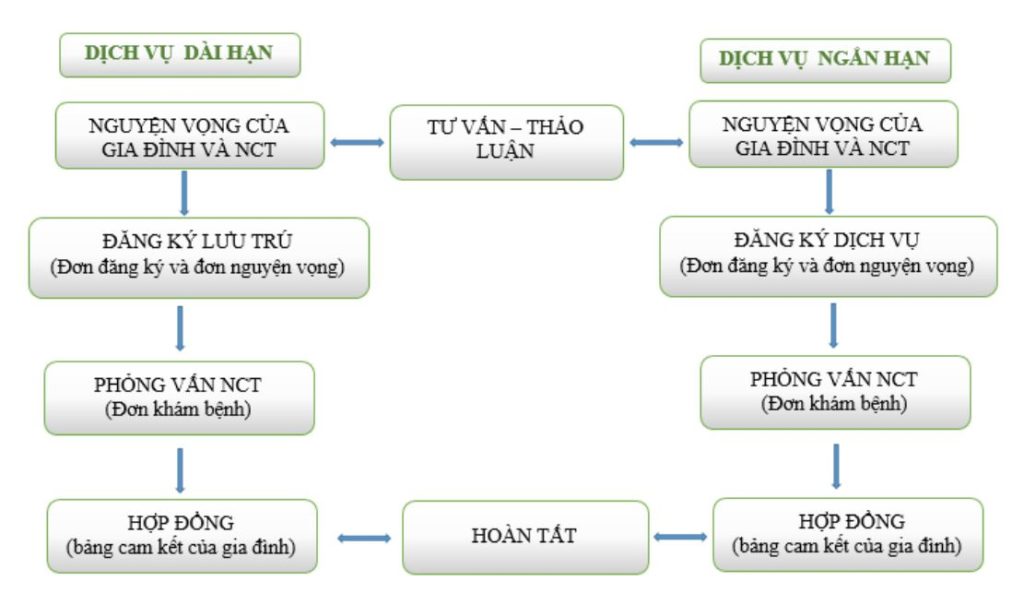 DỊCH VỤ DÀI HẠN
DỊCH VỤ NGẮN HẠN
NGUYỆN VỌNG CỦA
GIA ĐÌNH VÀ NCT
TƯ VẤN – THẢO
LUẬN
NGUYỆN VỌNG CỦA
GIA ĐÌNH VÀ NCT
ĐĂNG KÝ LƯU TRÚ
(Đơn đăng ký và đơn nguyện vọng)
ĐĂNG KÝ DỊCH VỤ
(Đơn đăng ký và đơn nguyện vọng)
PHỎNG VẤN NCT
(Đơn khám bệnh)
PHỎNG VẤN NCT
(Đơn khám bệnh)
HỢP ĐỒNG
(bảng cam kết của gia đình)
HOÀN TẤT
HỢP ĐỒNG
(bảng cam kết của gia đình)